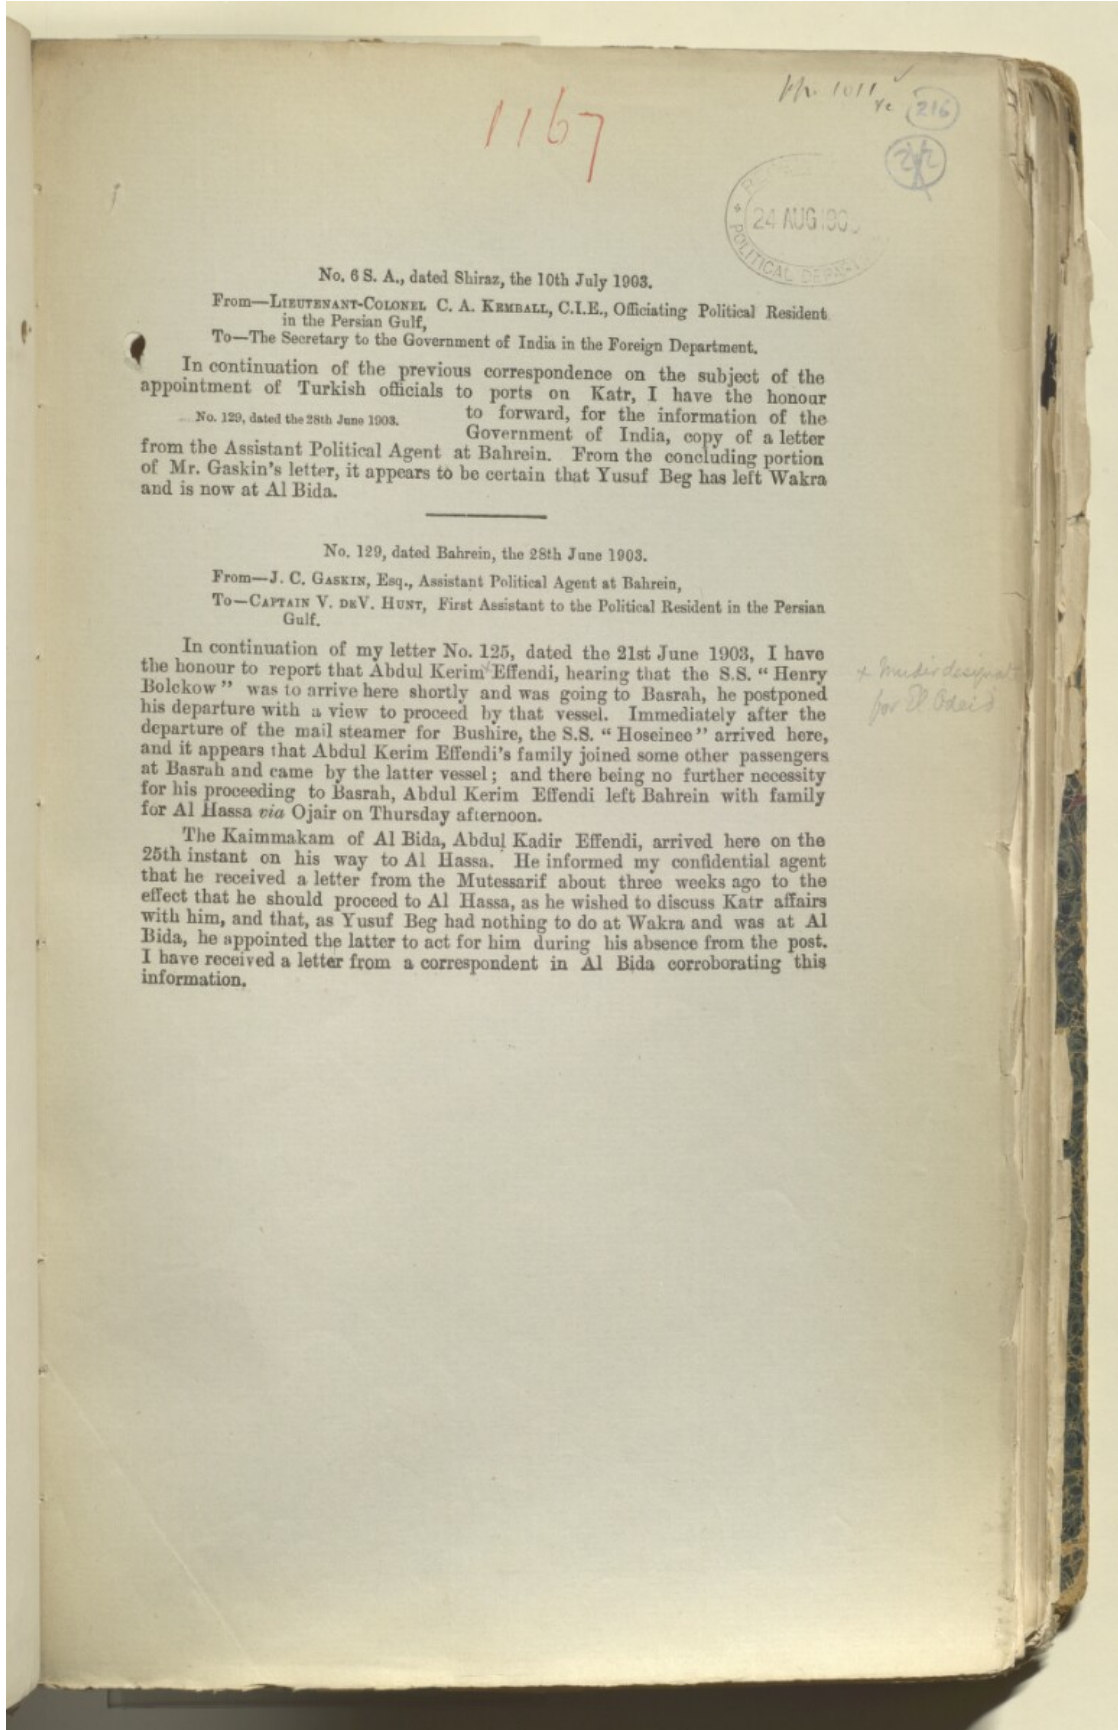 pp. 1011
&c
216
1167
24 AUG 190
POLITICAL DEPA
No. 6 S. A., dated Shiraz, the 10th July 1903.
From—LIEUTENANT-COLONEL C. A. KEMBALL, C.I.E., Officiating Political Resident
in the Persian Gulf,
To—The Secretary to the Government of India in the Foreign Department.
In continuation of the previous correspondence on the subject of the
appointment of Turkish officials to ports on Katr, I have the honour
No. 129, dated the 28th June 1903.
to forward, for the information of the
Government of India, copy of a letter
from the Assistant Political Agent at Bahrein. From the concluding portion
of Mr. Gaskin's letter, it appears to be certain that Yusuf Beg has left Wakra
and is now at Al Bida.
No. 129, dated Bahrein, the 28th June 1903.
From—J. C. GASKIN, Esq., Assistant Political Agent at Bahrein,
To—CAPTAIN V. DEV. HUNT, First Assistant to the Political Resident in the Persian
Gulf.
In continuation of my letter No. 125, dated the 21st June 1903, I have
the honour to report that Abdul Kerim x Effendi, hearing that the S.S. “Henry
Bolckow” was to arrive here shortly and was going to Basrah, he postponed
his departure with a view to proceed by that vessel. Immediately after the
departure of the mail steamer for Bushire, the S.S. “Hoseinee” arrived here,
and it appears that Abdul Kerim Effendi's family joined some other passengers
at Basrah and came by the latter vessel; and there being no further necessity
for his proceeding to Basrah, Abdul Kerim Effendi left Bahrein with family
for Al Hassa via Ojair on Thursday afternoon.
x Mudir designate
for El Odeid
The Kaimmakam of Al Bida, Abdul Kadir Effendi, arrived here on the
25th instant on his way to Al Hassa. He informed my confidential agent
that he received a letter from the Mutessarif about three weeks ago to the
effect that he should proceed to Al Hassa, as he wished to discuss Katr affairs
with him, and that, as Yusuf Beg had nothing to do at Wakra and was at Al
Bida, he appointed the latter to act for him during his absence from the post.
I have received a letter from a correspondent in Al Bida corroborating this
information.